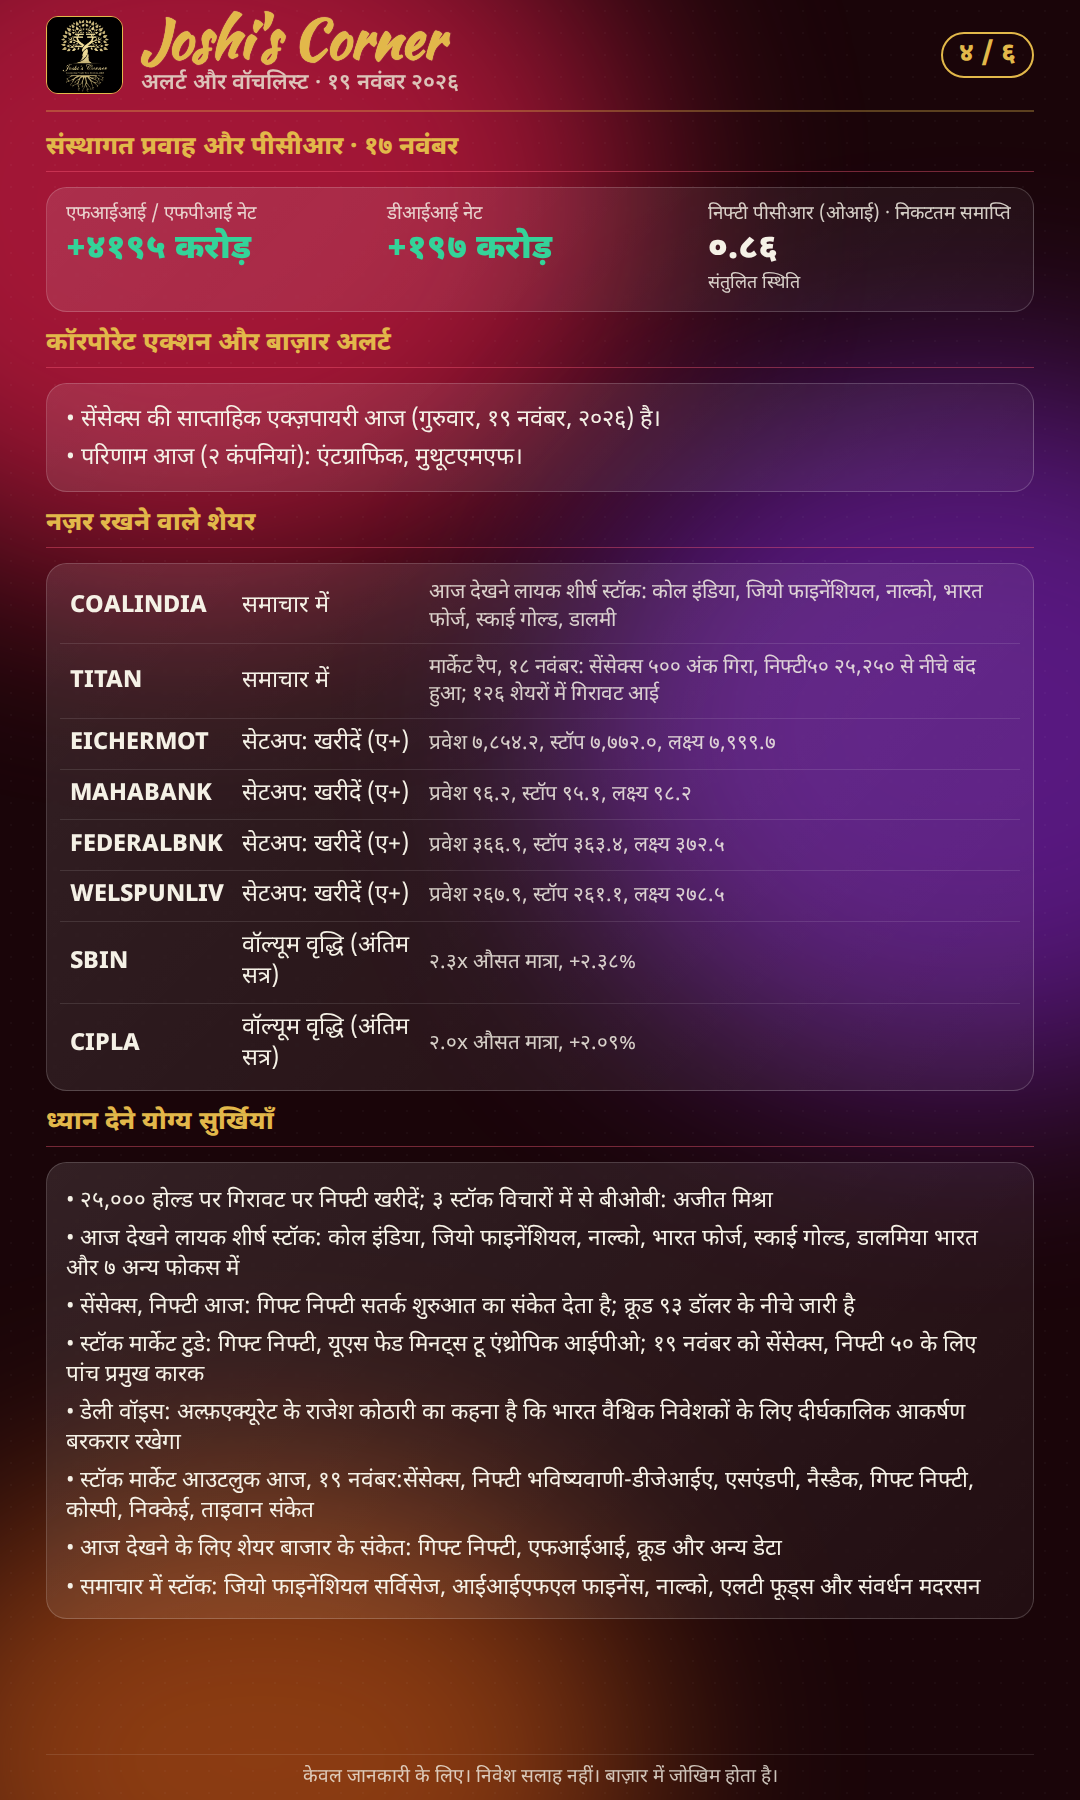 Joshi's Corner
अलर्ट और वॉचलिस्ट · १९ नवंबर २०२६
४ / ६
संस्थागत प्रवाह और पीसीआर · १७ नवंबर
एफआईआई / एफपीआई नेट
+४१९५ करोड़
डीआईआई नेट
+१९७ करोड़
निफ्टी पीसीआर (ओआई) · निकटतम समाप्ति
०.८६
संतुलित स्थिति
कॉरपोरेट एक्शन और बाज़ार अलर्ट
• सेंसेक्स की साप्ताहिक एक्ज़पायरी आज (गुरुवार, १९ नवंबर, २०२६) है।
• परिणाम आज (२ कंपनियां): एंटग्राफिक, मुथूटएमएफ।
नज़र रखने वाले शेयर
COALINDIA समाचार में आज देखने लायक शीर्ष स्टॉक: कोल इंडिया, जियो फाइनेंशियल, नाल्को, भारत
फोर्ज, स्काई गोल्ड, डालमी
TITAN समाचार में मार्केट रैप, १८ नवंबर: सेंसेक्स ५०० अंक गिरा, निफ्टी५० २५,२५० से नीचे बंद
हुआ; १२६ शेयरों में गिरावट आई
EICHERMOT सेटअप: खरीदें (ए+) प्रवेश ७,८५४.२, स्टॉप ७,७७२.०, लक्ष्य ७,९९९.७
MAHABANK सेटअप: खरीदें (ए+) प्रवेश ९६.२, स्टॉप ९५.१, लक्ष्य ९८.२
FEDERALBNK सेटअप: खरीदें (ए+) प्रवेश ३६६.९, स्टॉप ३६३.४, लक्ष्य ३७२.५
WELSPUNLIV सेटअप: खरीदें (ए+) प्रवेश २६७.९, स्टॉप २६१.१, लक्ष्य २७८.५
SBIN वॉल्यूम वृद्धि (अंतिम
सत्र) २.३x औसत मात्रा, +२.३८%
CIPLA वॉल्यूम वृद्धि (अंतिम
सत्र) २.०x औसत मात्रा, +२.०९%
ध्यान देने योग्य सुर्खियाँ
• २५,००० होल्ड पर गिरावट पर निफ्टी खरीदें; ३ स्टॉक विचारों में से बीओबी: अजीत मिश्रा
• आज देखने लायक शीर्ष स्टॉक: कोल इंडिया, जियो फाइनेंशियल, नाल्को, भारत फोर्ज, स्काई गोल्ड, डालमिया भारत
और ७ अन्य फोकस में
• सेंसेक्स, निफ्टी आज: गिफ्ट निफ्टी सतर्क शुरुआत का संकेत देता है; क्रूड ९३ डॉलर के नीचे जारी है
• स्टॉक मार्केट टुडे: गिफ्ट निफ्टी, यूएस फेड मिनट्स टू एंथ्रोपिक आईपीओ; १९ नवंबर को सेंसेक्स, निफ्टी ५० के लिए
पांच प्रमुख कारक
• डेली वॉइस: अल्फ़एक्यूरेट के राजेश कोठारी का कहना है कि भारत वैश्विक निवेशकों के लिए दीर्घकालिक आकर्षण
बरकरार रखेगा
• स्टॉक मार्केट आउटलुक आज, १९ नवंबर:सेंसेक्स, निफ्टी भविष्यवाणी-डीजेआईए, एसएंडपी, नैस्डैक, गिफ्ट निफ्टी,
कोस्पी, निक्केई, ताइवान संकेत
• आज देखने के लिए शेयर बाजार के संकेत: गिफ्ट निफ्टी, एफआईआई, क्रूड और अन्य डेटा
• समाचार में स्टॉक: जियो फाइनेंशियल सर्विसेज, आईआईएफएल फाइनेंस, नाल्को, एलटी फूड्स और संवर्धन मदरसन
केवल जानकारी के लिए। निवेश सलाह नहीं। बाज़ार में जोखिम होता है।